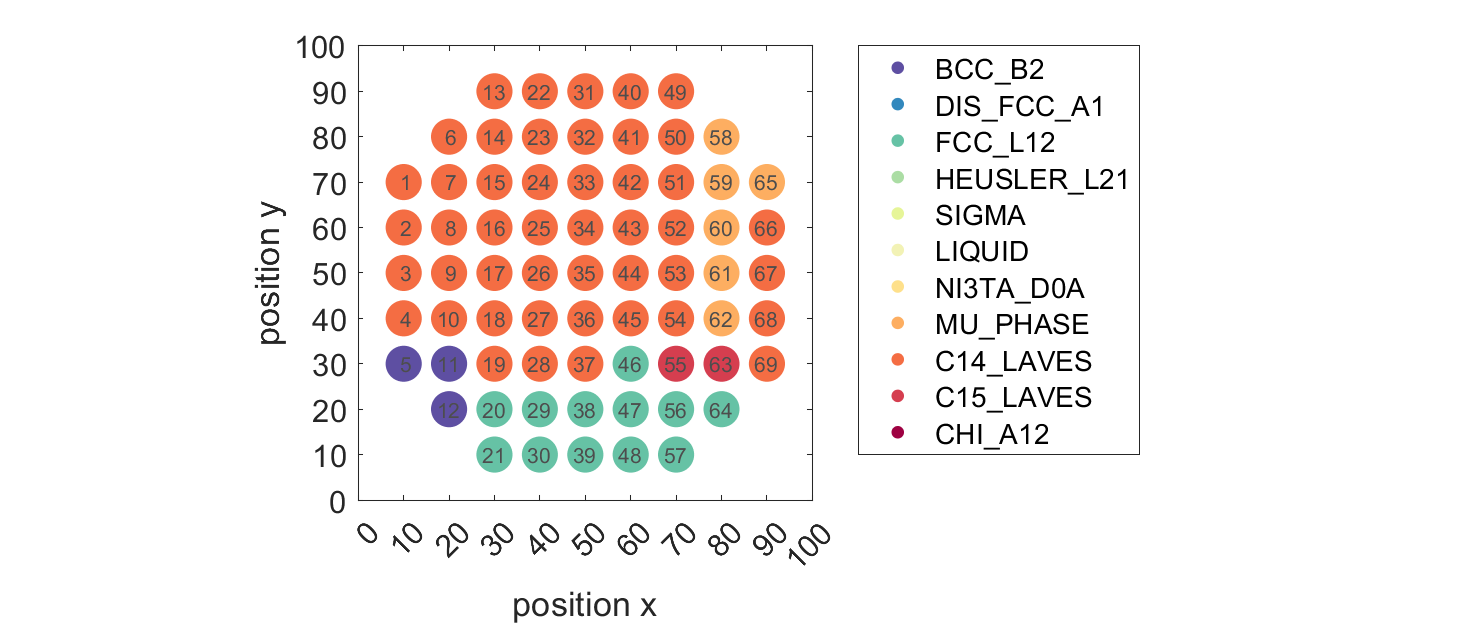 100
90
80
70
60
50
40
30
20
10
0
position y
13 22 31 40 49
6 14 23 32 41 50 58
1 7 15 24 33 42 51 59 65
2 8 16 25 34 43 52 60 66
3 9 17 26 35 44 53 61 67
4 10 18 27 36 45 54 62 68
5 11 19 28 37 46 55 63 69
12 20 29 38 47 56 64
21 30 39 48 57
0 10 20 30 40 50 60 70 80 90 100
position x
BCC_B2
DIS_FCC_A1
FCC_L12
HEUSLER_L21
SIGMA
LIQUID
NI3TA_D0A
MU_PHASE
C14_LAVES
C15_LAVES
CHI_A12